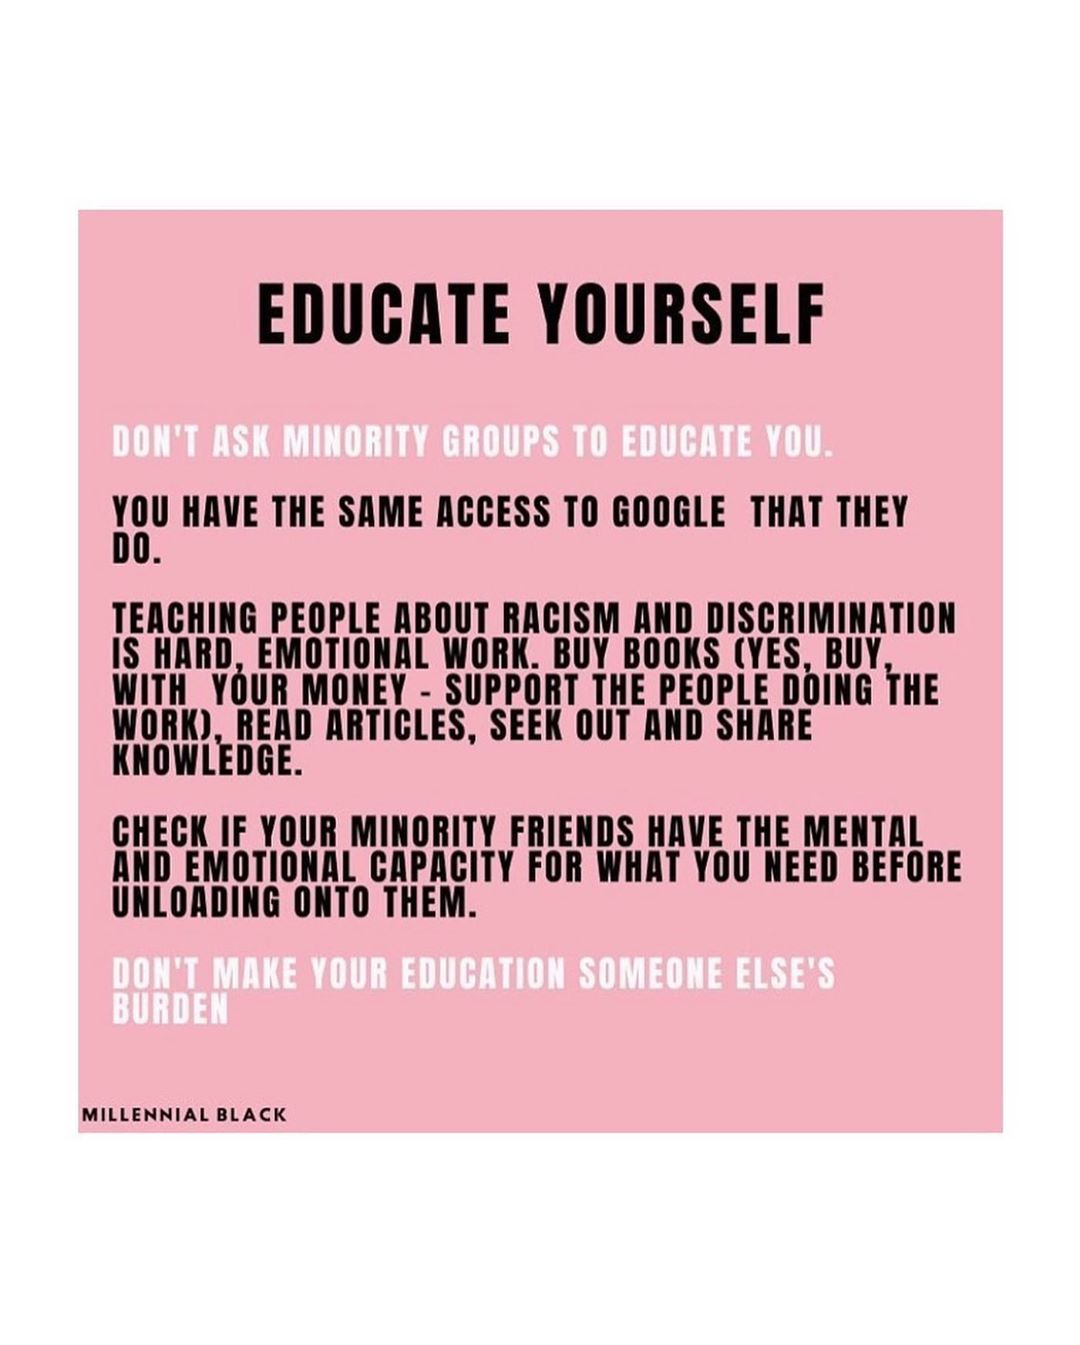 EDUCATE YOURSELF
DON'T ASK MINORITY GROUPS TO EDUCATE YOU.
YOU HAVE THE SAME ACCESS TO GOOGLE THAT THEY
DO.
TEACHING PEOPLE ABOUT RACISM AND DISCRIMINATION
IS HARD, EMOTIONAL WORK. BUY BOOKS (YES, BUY,
WITH YOUR MONEY - SUPPORT THE PEOPLE DOING THE
WORK), READ ARTICLES, SEEK OUT AND SHARE
KNOWLEDGE.
CHECK IF YOUR MINORITY FRIENDS HAVE THE MENTAL
AND EMOTIONAL CAPACITY FOR WHAT YOU NEED BEFORE
UNLOADING ONTO THEM.
DON'T MAKE YOUR EDUCATION SOMEONE ELSE'S
BURDEN
MILLENNIAL BLACK